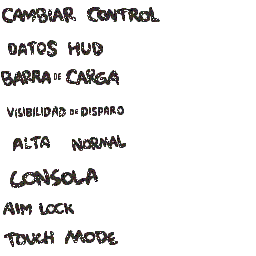 CAMBIAR CONTROL
DATOS HUD
BARRA DE CARGA
VISIBILIDAD DE DISPARO
ALTA NORMAL
CONSOLA
AIM LOCK
TOUCH MODE